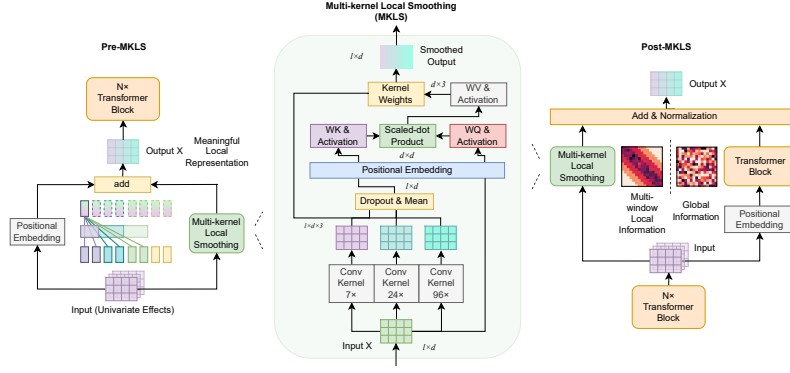 Multi-kernel Local Smoothing
(MKLS)
Pre-MKLS
N×
Transformer
Block
Output X
Meaningful
Local
Representation
add
Positional
Embedding
Multi-kernel
Local
Smoothing
Input (Univariate Effects)
l×d
Smoothed
Output
Kernel
Weights
d×3
WV &
Activation
WK &
Activation
Scaled-dot
Product
WQ &
Activation
d×d
Positional Embedding
l×d
Dropout & Mean
l×d×3
Conv
Kernel
7×
Conv
Kernel
24×
Conv
Kernel
96×
Input X
l×d
Post-MKLS
Output X
Add & Normalization
Multi-kernel
Local
Smoothing
Transformer
Block
Multi-
window
Local
Information
Global
Information
Positional
Embedding
Input
N×
Transformer
Block